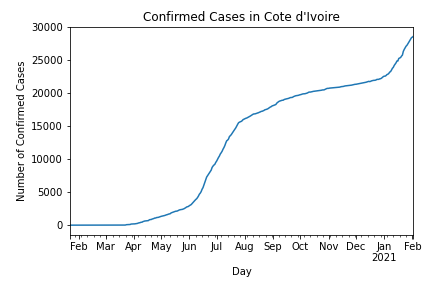 Confirmed Cases in Cote d'Ivoire
30000
25000
20000
15000
10000
5000
0
Number of Confirmed Cases
Feb Mar Apr May Jun Jul Aug Sep Oct Nov Dec Jan Feb
2021
Day